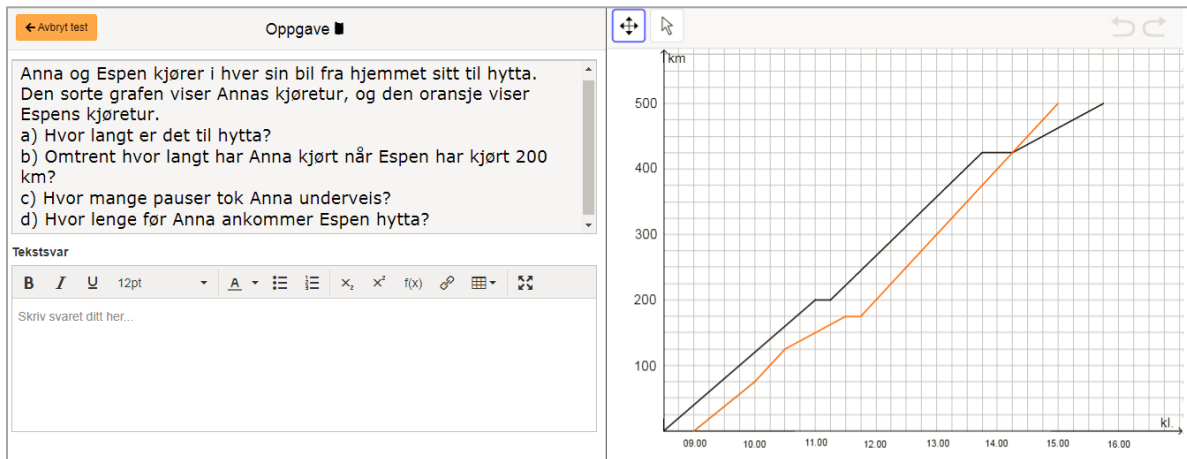 Avbryt test
Oppgave
Anna og Espen kjører i hver sin bil fra hjemmet sitt til hytta.
Den sorte grafen viser Annas kjøretur, og den oransje viser
Espens kjøretur.
a) Hvor langt er det til hytta?
b) Omtrent hvor langt har Anna kjørt når Espen har kjørt 200
km?
c) Hvor mange pauser tok Anna underveis?
d) Hvor lenge før Anna ankommer Espen hytta?
Tekstsvar
B I U 12pt A x₂ x² f(x)
Skriv svaret ditt her...
km
500
400
300
200
100
kl.
09.00 10.00 11.00 12.00 13.00 14.00 15.00 16.00